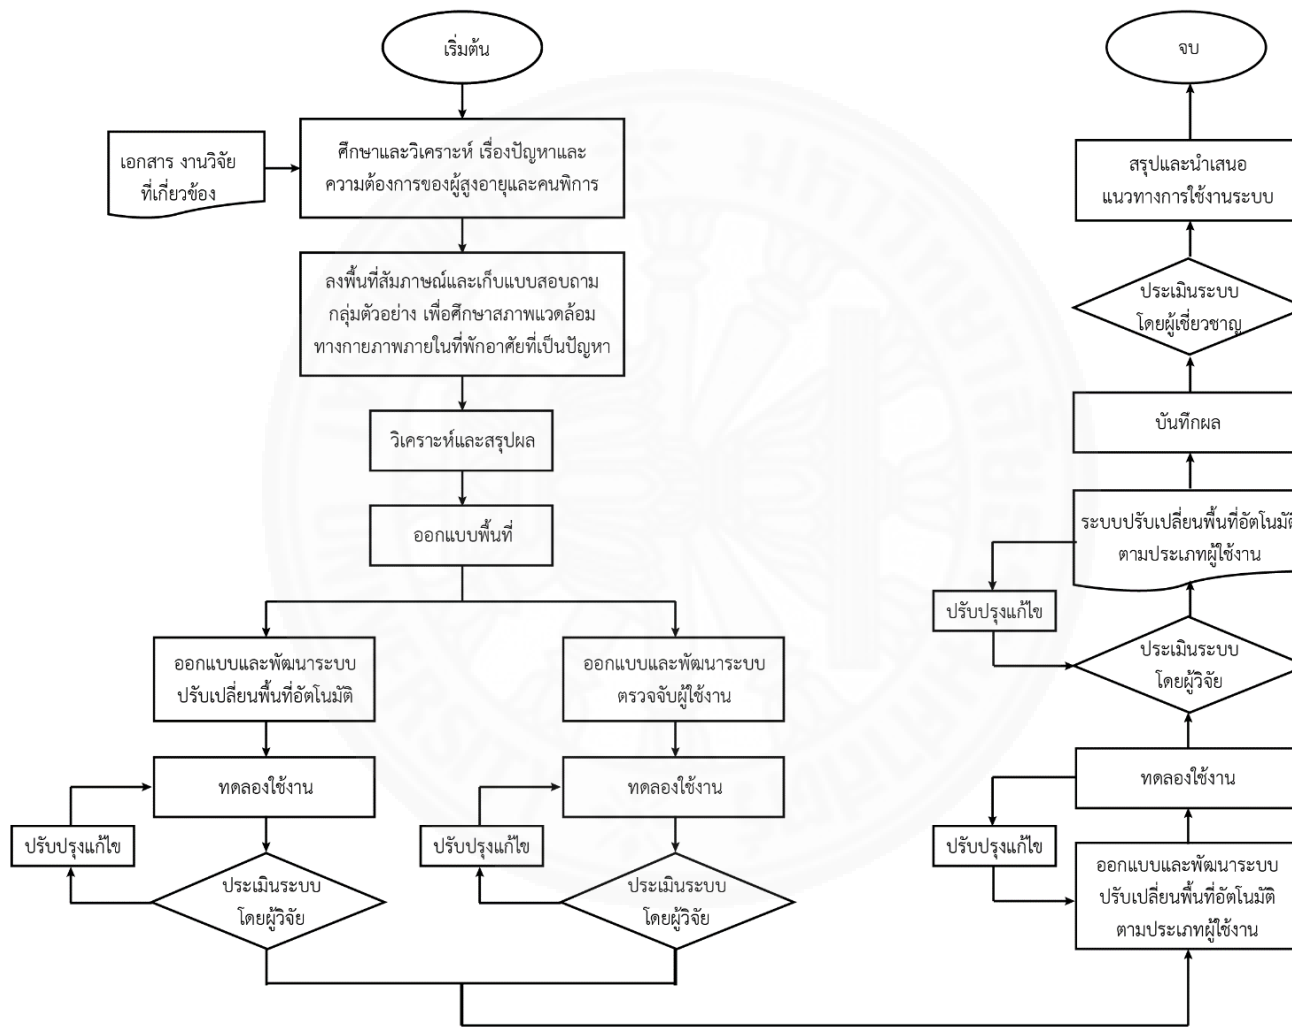 เริ่มต้น
เอกสาร งานวิจัย
ที่เกี่ยวข้อง
ศึกษาและวิเคราะห์ เรื่องปัญหาและ
ความต้องการของผู้สูงอายุและคนพิการ
ลงพื้นที่สัมภาษณ์และเก็บแบบสอบถาม
กลุ่มตัวอย่าง เพื่อศึกษาสภาพแวดล้อม
ทางกายภาพภายในที่พักอาศัยที่เป็นปัญหา
วิเคราะห์และสรุปผล
ออกแบบพื้นที่
ออกแบบและพัฒนาระบบ
ปรับเปลี่ยนพื้นที่อัตโนมัติ
ทดลองใช้งาน
ปรับปรุงแก้ไข
ประเมินระบบ
โดยผู้วิจัย
ออกแบบและพัฒนาระบบ
ตรวจจับผู้ใช้งาน
ทดลองใช้งาน
ปรับปรุงแก้ไข
ประเมินระบบ
โดยผู้วิจัย
จบ
สรุปและนำเสนอ
แนวทางการใช้งานระบบ
ประเมินระบบ
โดยผู้เชี่ยวชาญ
บันทึกผล
ระบบปรับเปลี่ยนพื้นที่อัตโนมัติ
ตามประเภทผู้ใช้งาน
ปรับปรุงแก้ไข
ประเมินระบบ
โดยผู้วิจัย
ทดลองใช้งาน
ปรับปรุงแก้ไข
ออกแบบและพัฒนาระบบ
ปรับเปลี่ยนพื้นที่อัตโนมัติ
ตามประเภทผู้ใช้งาน